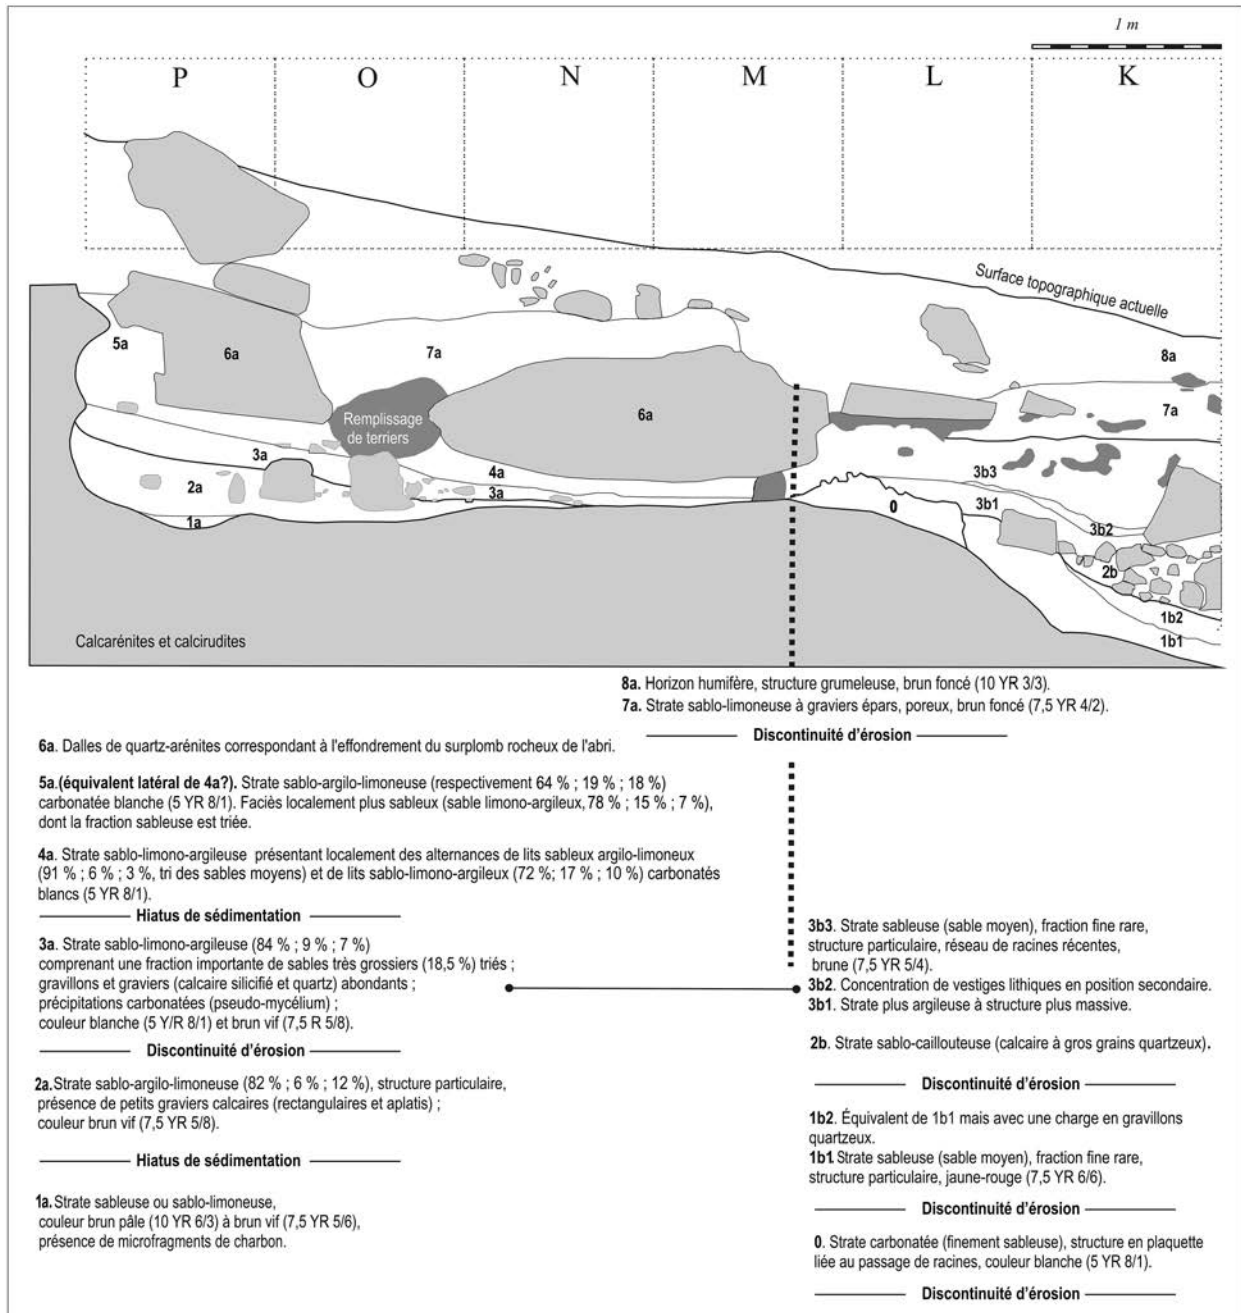 1 m
P O N M L K
Surface topographique actuelle
5a
6a
7a
8a
6a
7a
Remplissage
de terriers
3a
4a
3b3
2a
3a
0
3b1
3b2
1a
2b
1b2
1b1
Calcarénites et calcirudites
8a. Horizon humifère, structure grumeleuse, brun foncé (10 YR 3/3).
7a. Strate sablo-limoneuse à graviers épars, poreux, brun foncé (7,5 YR 4/2).
Discontinuité d'érosion
6a. Dalles de quartz-arénites correspondant à l'effondrement du surplomb rocheux de l'abri.
5a.(équivalent latéral de 4a?). Strate sablo-argilo-limoneuse (respectivement 64 % ; 19 % ; 18 %)
carbonatée blanche (5 YR 8/1). Faciès localement plus sableux (sable limono-argileux, 78 % ; 15 % ; 7 %),
dont la fraction sableuse est triée.
4a. Strate sablo-limono-argileuse présentant localement des alternances de lits sableux argilo-limoneux
(91 % ; 6 % ; 3 %, tri des sables moyens) et de lits sablo-limono-argileux (72 %; 17 % ; 10 %) carbonatés
blancs (5 YR 8/1).
Hiatus de sédimentation
3a. Strate sablo-limono-argileuse (84 % ; 9 % ; 7 %)
comprenant une fraction importante de sables très grossiers (18,5 %) triés ;
gravillons et graviers (calcaire silicifié et quartz) abondants ;
précipitations carbonatées (pseudo-mycélium) ;
couleur blanche (5 Y/R 8/1) et brun vif (7,5 R 5/8).
Discontinuité d'érosion
2a.Strate sablo-argilo-limoneuse (82 % ; 6 % ; 12 %), structure particulaire,
présence de petits graviers calcaires (rectangulaires et aplatis) ;
couleur brun vif (7,5 YR 5/8).
Hiatus de sédimentation
1a.Strate sableuse ou sablo-limoneuse,
couleur brun pâle (10 YR 6/3) à brun vif (7,5 YR 5/6),
présence de microfragments de charbon.
3b3. Strate sableuse (sable moyen), fraction fine rare,
structure particulaire, réseau de racines récentes,
brune (7,5 YR 5/4).
3b2. Concentration de vestiges lithiques en position secondaire.
3b1. Strate plus argileuse à structure plus massive.
2b. Strate sablo-caillouteuse (calcaire à gros grains quartzeux).
Discontinuité d'érosion
1b2. Équivalent de 1b1 mais avec une charge en gravillons
quartzeux.
1b1 Strate sableuse (sable moyen), fraction fine rare,
structure particulaire, jaune-rouge (7,5 YR 6/6).
Discontinuité d'érosion
0. Strate carbonatée (finement sableuse), structure en plaquette
liée au passage de racines, couleur blanche (5 YR 8/1).
Discontinuité d'érosion